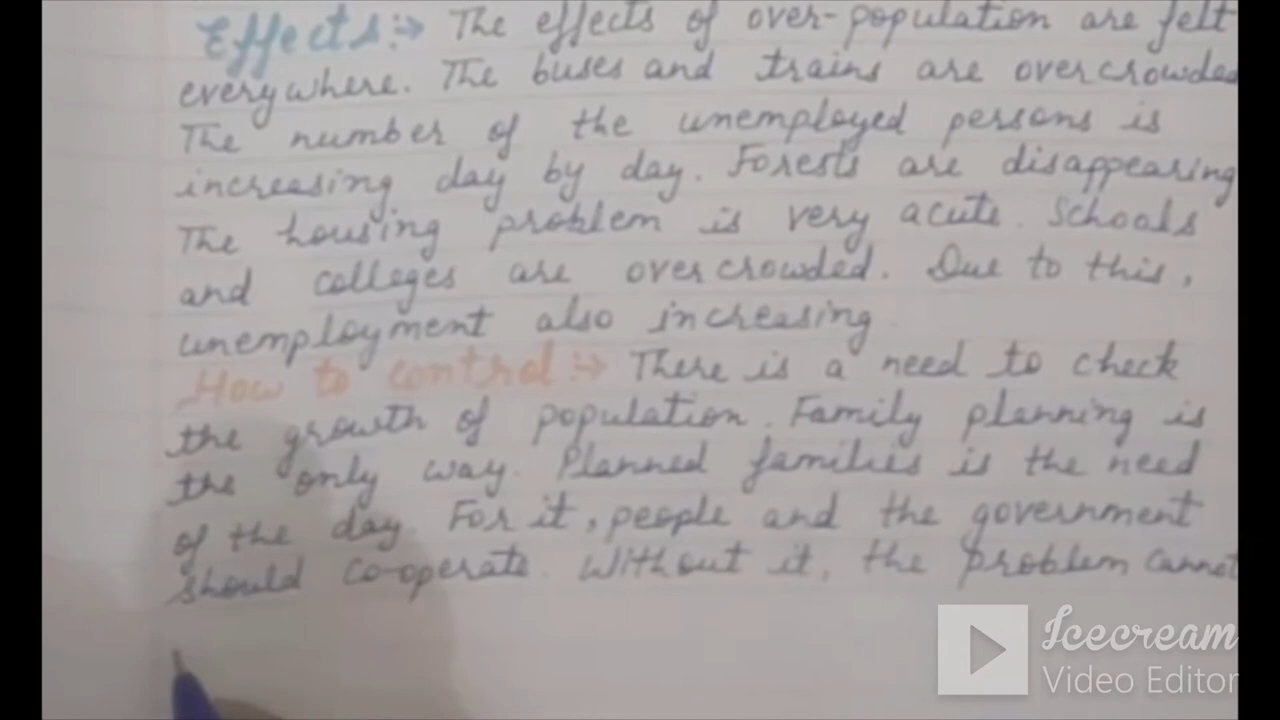 Effects:→ The effects of over-population are felt
everywhere. The buses and trains are overcrowded
The number of the unemployed persons is
increasing day by day. Forests are disappearing
The housing problem is very acute. Schools
and colleges are overcrowded. Due to this,
unemployment also increasing
How to control:→ There is a need to check
the growth of population. Family planning is
the only way. Planned families is the need
of the day. For it, people and the government
should co-operate. Without it, the problem cannot
Icecream
Video Editor